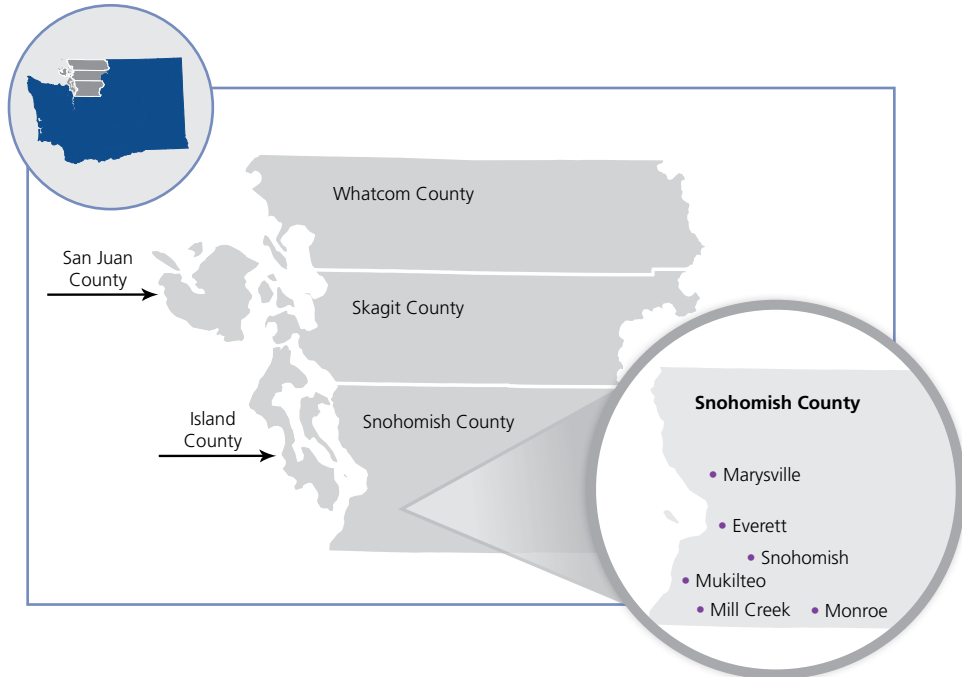 Whatcom County
San Juan
County
Skagit County
Island
County
Snohomish County
Snohomish County
Marysville
Everett
Snohomish
Mukilteo
Mill Creek
Monroe